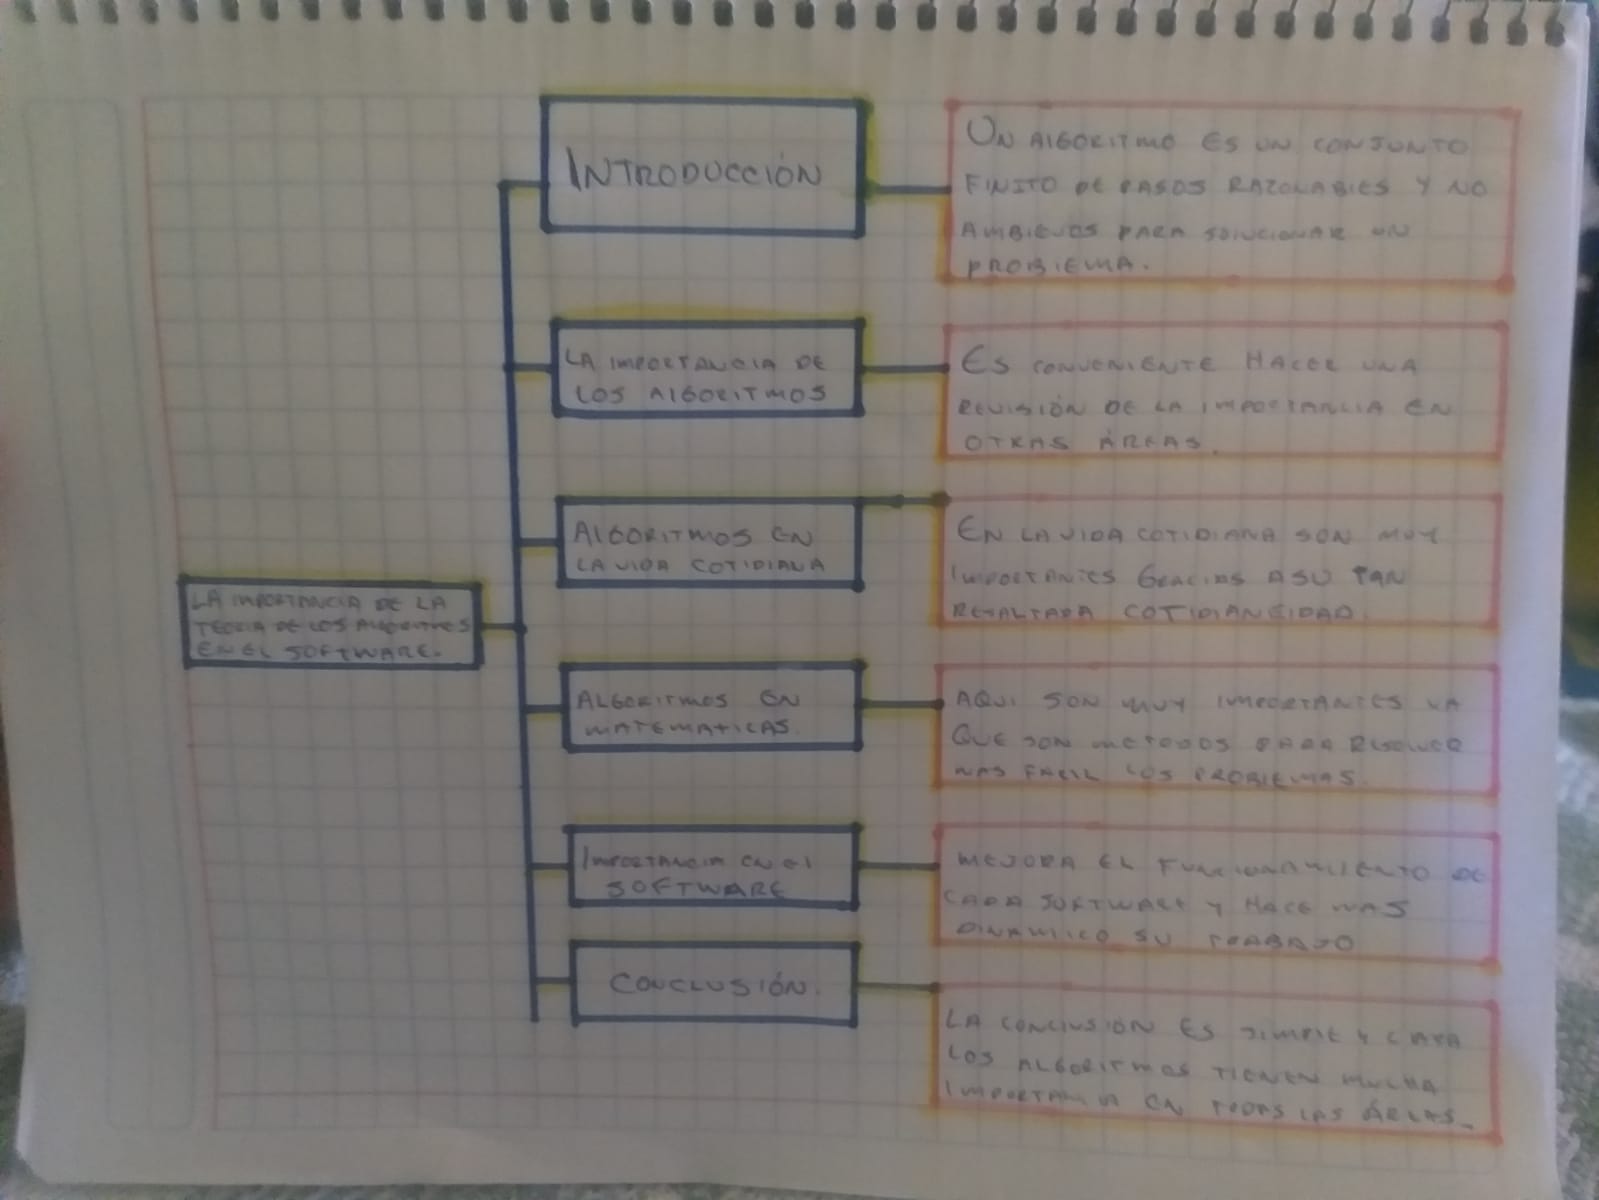 INTRODUCCIÓN
UN ALGORITMO ES UN CONJUNTO
FINITO DE PASOS RAZONABLES Y NO
PARA SOLUCIONAR UN
PROBLEMA.
LA IMPORTANCIA DE
LOS ALGORITMOS
ES CONVENIENTE HACER UNA
REVISIÓN DE LA IMPORTANCIA EN
OTRAS ÁREAS.
ALGORITMOS EN
LA VIDA COTIDIANA
EN LA VIDA COTIDIANA SON MUY
IMPORTANTES GRACIAS A SU TAN
RESALTADA COTIDIANEIDAD.
LA IMPORTANCIA DE LA
TEORIA DE LOS ALGORITMOS
EN EL SOFTWARE.
ALGORITMOS EN
MATEMATICAS.
AQUI SON MUY IMPORTANTES YA
QUE SON METODOS PARA RESOLVER
MAS FACIL LOS PROBLEMAS.
IMPORTANCIA EN EL
SOFTWARE
MEJORA EL FUNCIONAMIENTO DE
CADA SOFTWARE Y HACE MAS
DINAMICO SU TRABAJO
CONCLUSIÓN.
LA CONCLUSIÓN ES SIMPLE Y CLARA
LOS ALGORITMOS TIENEN MUCHA
IMPORTANCIA EN TODAS LAS ÁREAS.